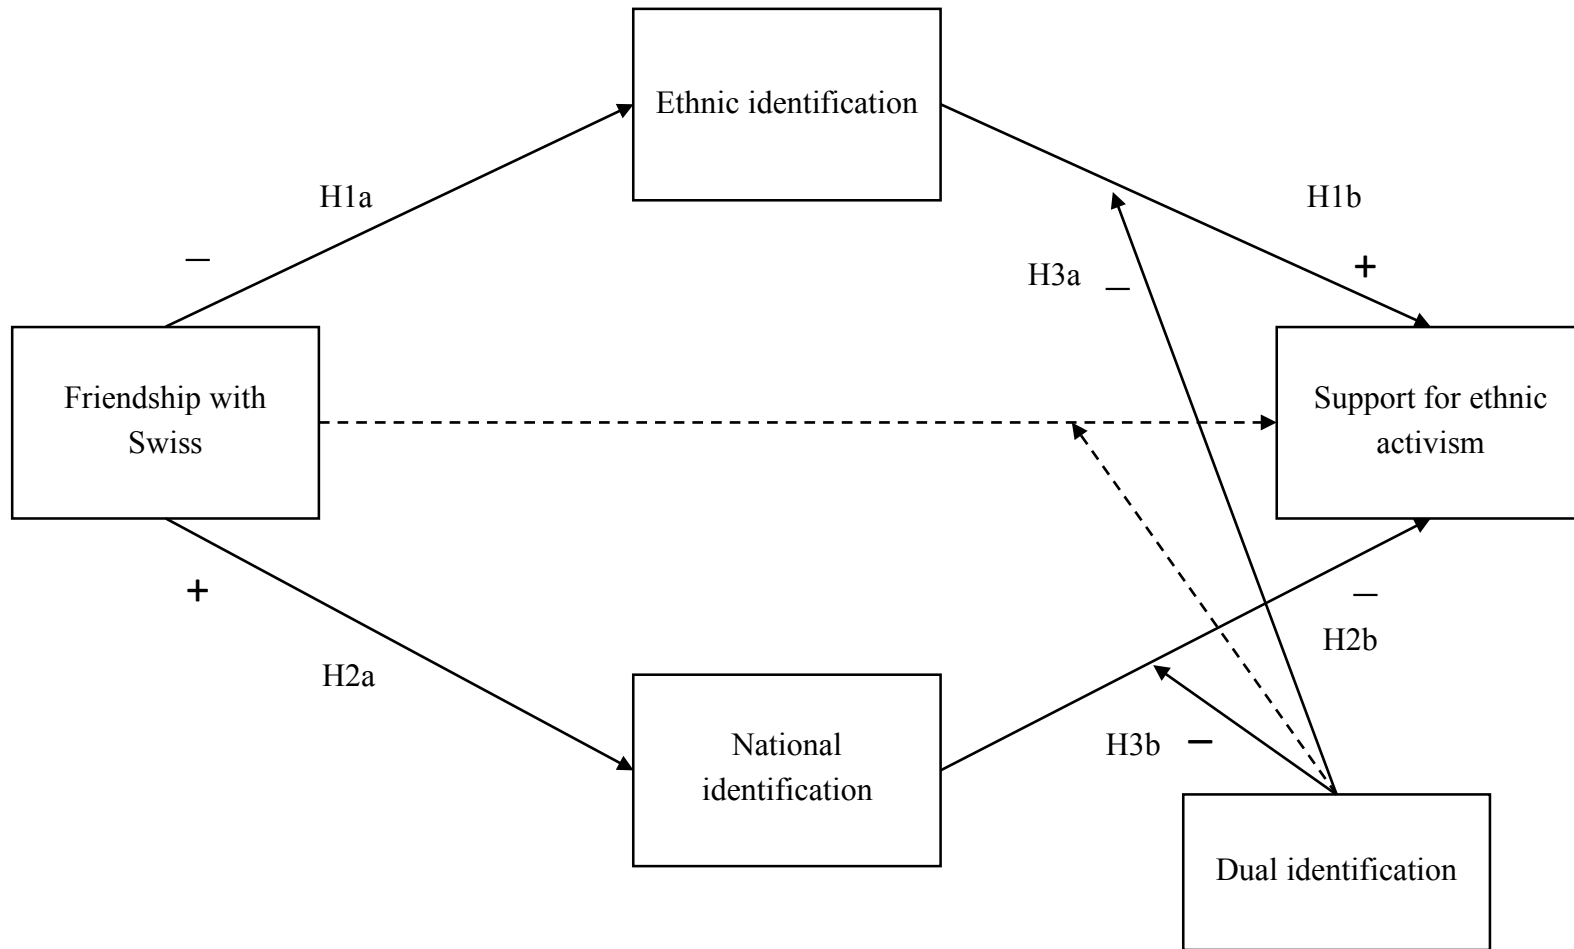 Ethnic identification
H1a
H1b
–
H3a
–
+
Friendship with
Swiss
Support for ethnic
activism
+
–
H2b
H2a
National
identification
H3b
–
Dual identification